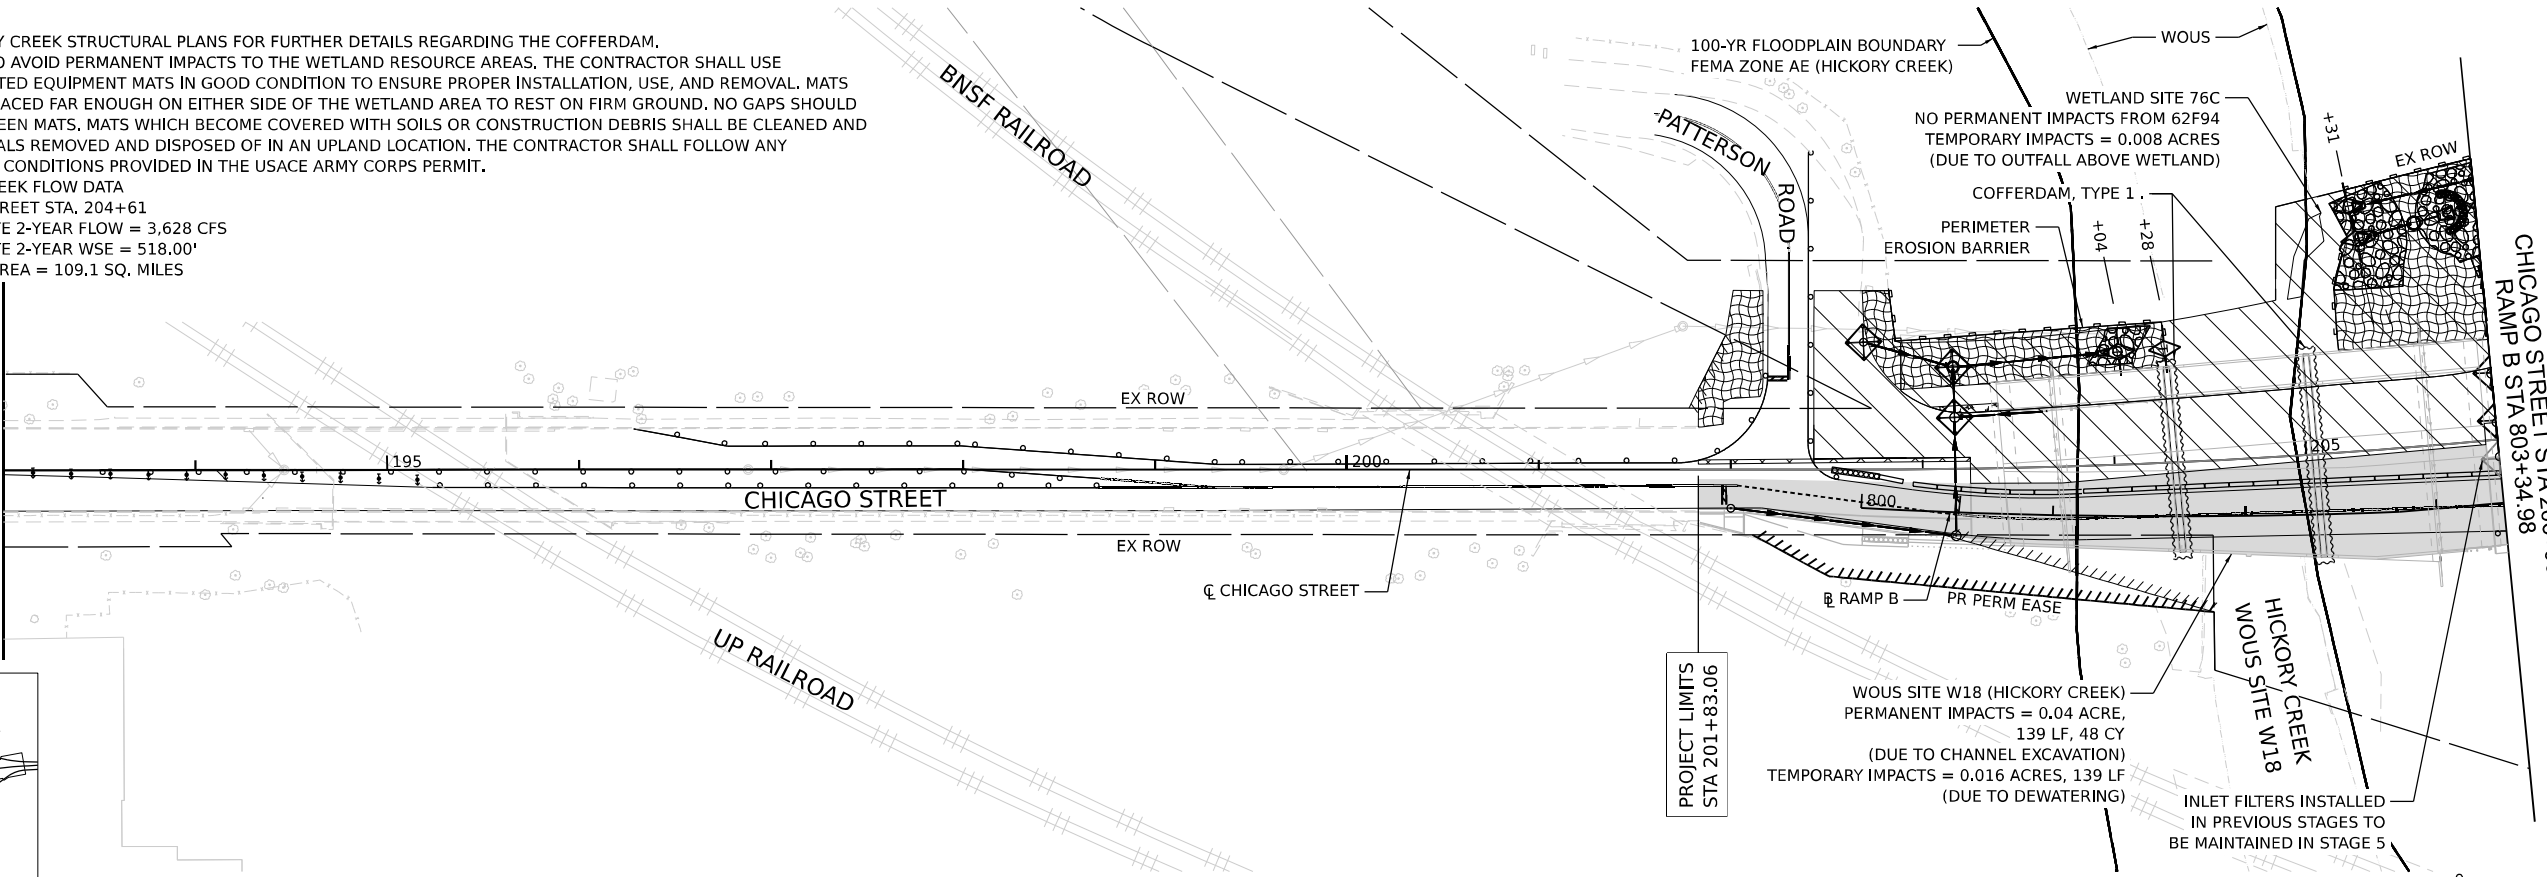 Y CREEK STRUCTURAL PLANS FOR FURTHER DETAILS REGARDING THE COFFERDAM.
O AVOID PERMANENT IMPACTS TO THE WETLAND RESOURCE AREAS. THE CONTRACTOR SHALL USE
TED EQUIPMENT MATS IN GOOD CONDITION TO ENSURE PROPER INSTALLATION, USE, AND REMOVAL. MATS
ACED FAR ENOUGH ON EITHER SIDE OF THE WETLAND AREA TO REST ON FIRM GROUND. NO GAPS SHOULD
EEN MATS. MATS WHICH BECOME COVERED WITH SOILS OR CONSTRUCTION DEBRIS SHALL BE CLEANED AND
ALS REMOVED AND DISPOSED OF IN AN UPLAND LOCATION. THE CONTRACTOR SHALL FOLLOW ANY
CONDITIONS PROVIDED IN THE USACE ARMY CORPS PERMIT.
EEK FLOW DATA
REET STA. 204+61
TE 2-YEAR FLOW = 3,628 CFS
TE 2-YEAR WSE = 518.00'
REA = 109.1 SQ. MILES
BNSF RAILROAD
PATTERSON
ROAD
100-YR FLOODPLAIN BOUNDARY
FEMA ZONE AE (HICKORY CREEK)
WOUS
WETLAND SITE 76C
NO PERMANENT IMPACTS FROM 62F94
TEMPORARY IMPACTS = 0.008 ACRES
(DUE TO OUTFALL ABOVE WETLAND)
COFFERDAM, TYPE 1 .
PERIMETER
EROSION BARRIER
+04
+28
+31
EX ROW
CHICAGO STREET STA 206
RAMP B STA 803+34.98
EX ROW
195
200
205
800
CHICAGO STREET
EX ROW
℄ CHICAGO STREET
UP RAILROAD
PROJECT LIMITS
STA 201+83.06
B RAMP B
PR PERM EASE
HICKORY CREEK
WOUS SITE W18
WOUS SITE W18 (HICKORY CREEK)
PERMANENT IMPACTS = 0.04 ACRE,
139 LF, 48 CY
(DUE TO CHANNEL EXCAVATION)
TEMPORARY IMPACTS = 0.016 ACRES, 139 LF
(DUE TO DEWATERING)
INLET FILTERS INSTALLED
IN PREVIOUS STAGES TO
BE MAINTAINED IN STAGE 5